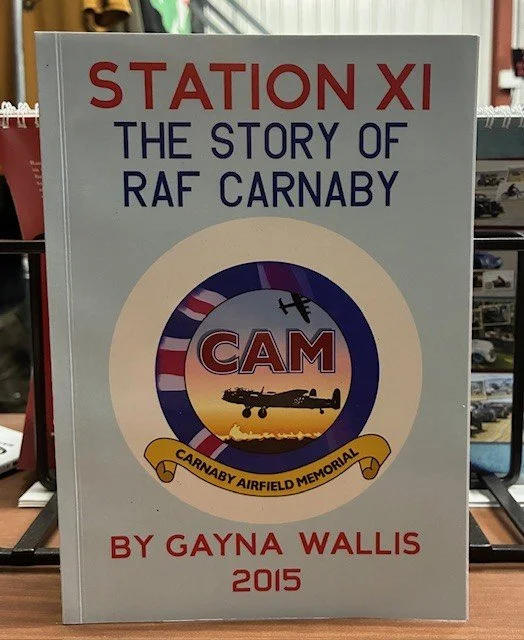 STATION XI
THE STORY OF
RAF CARNABY
CAM
CARNABY AIRFIELD MEMORIAL
BY GAYNA WALLIS
2015